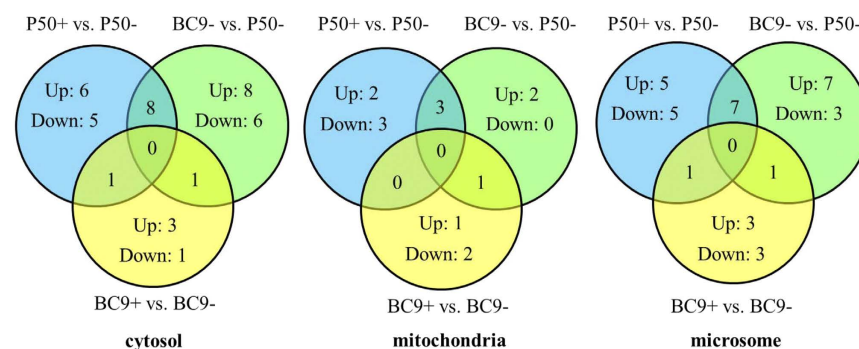 P50+ vs. P50-
BC9- vs. P50-
Up: 6
Down: 5
8
Up: 8
Down: 6
0
1
1
Up: 3
Down: 1
BC9+ vs. BC9-
cytosol
P50+ vs. P50-
BC9- vs. P50-
Up: 2
Down: 3
3
Up: 2
Down: 0
0
0
1
Up: 1
Down: 2
BC9+ vs. BC9-
mitochondria
P50+ vs. P50-
BC9- vs. P50-
Up: 5
Down: 5
7
Up: 7
Down: 3
0
1
1
Up: 3
Down: 3
BC9+ vs. BC9-
microsome